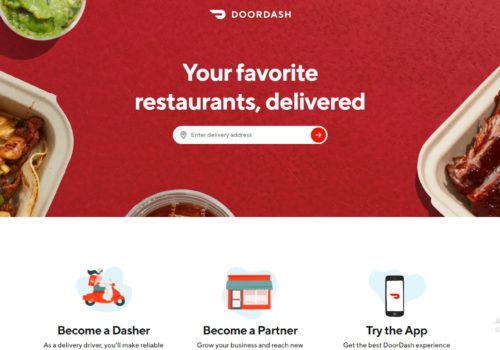 DOORDASH
Your favorite
restaurants, delivered
Enter delivery address
Become a Dasher
Become a Partner
Try the App
As a delivery driver, you'll make reliable
Grow your business and reach new
Get the best DoorDash experience